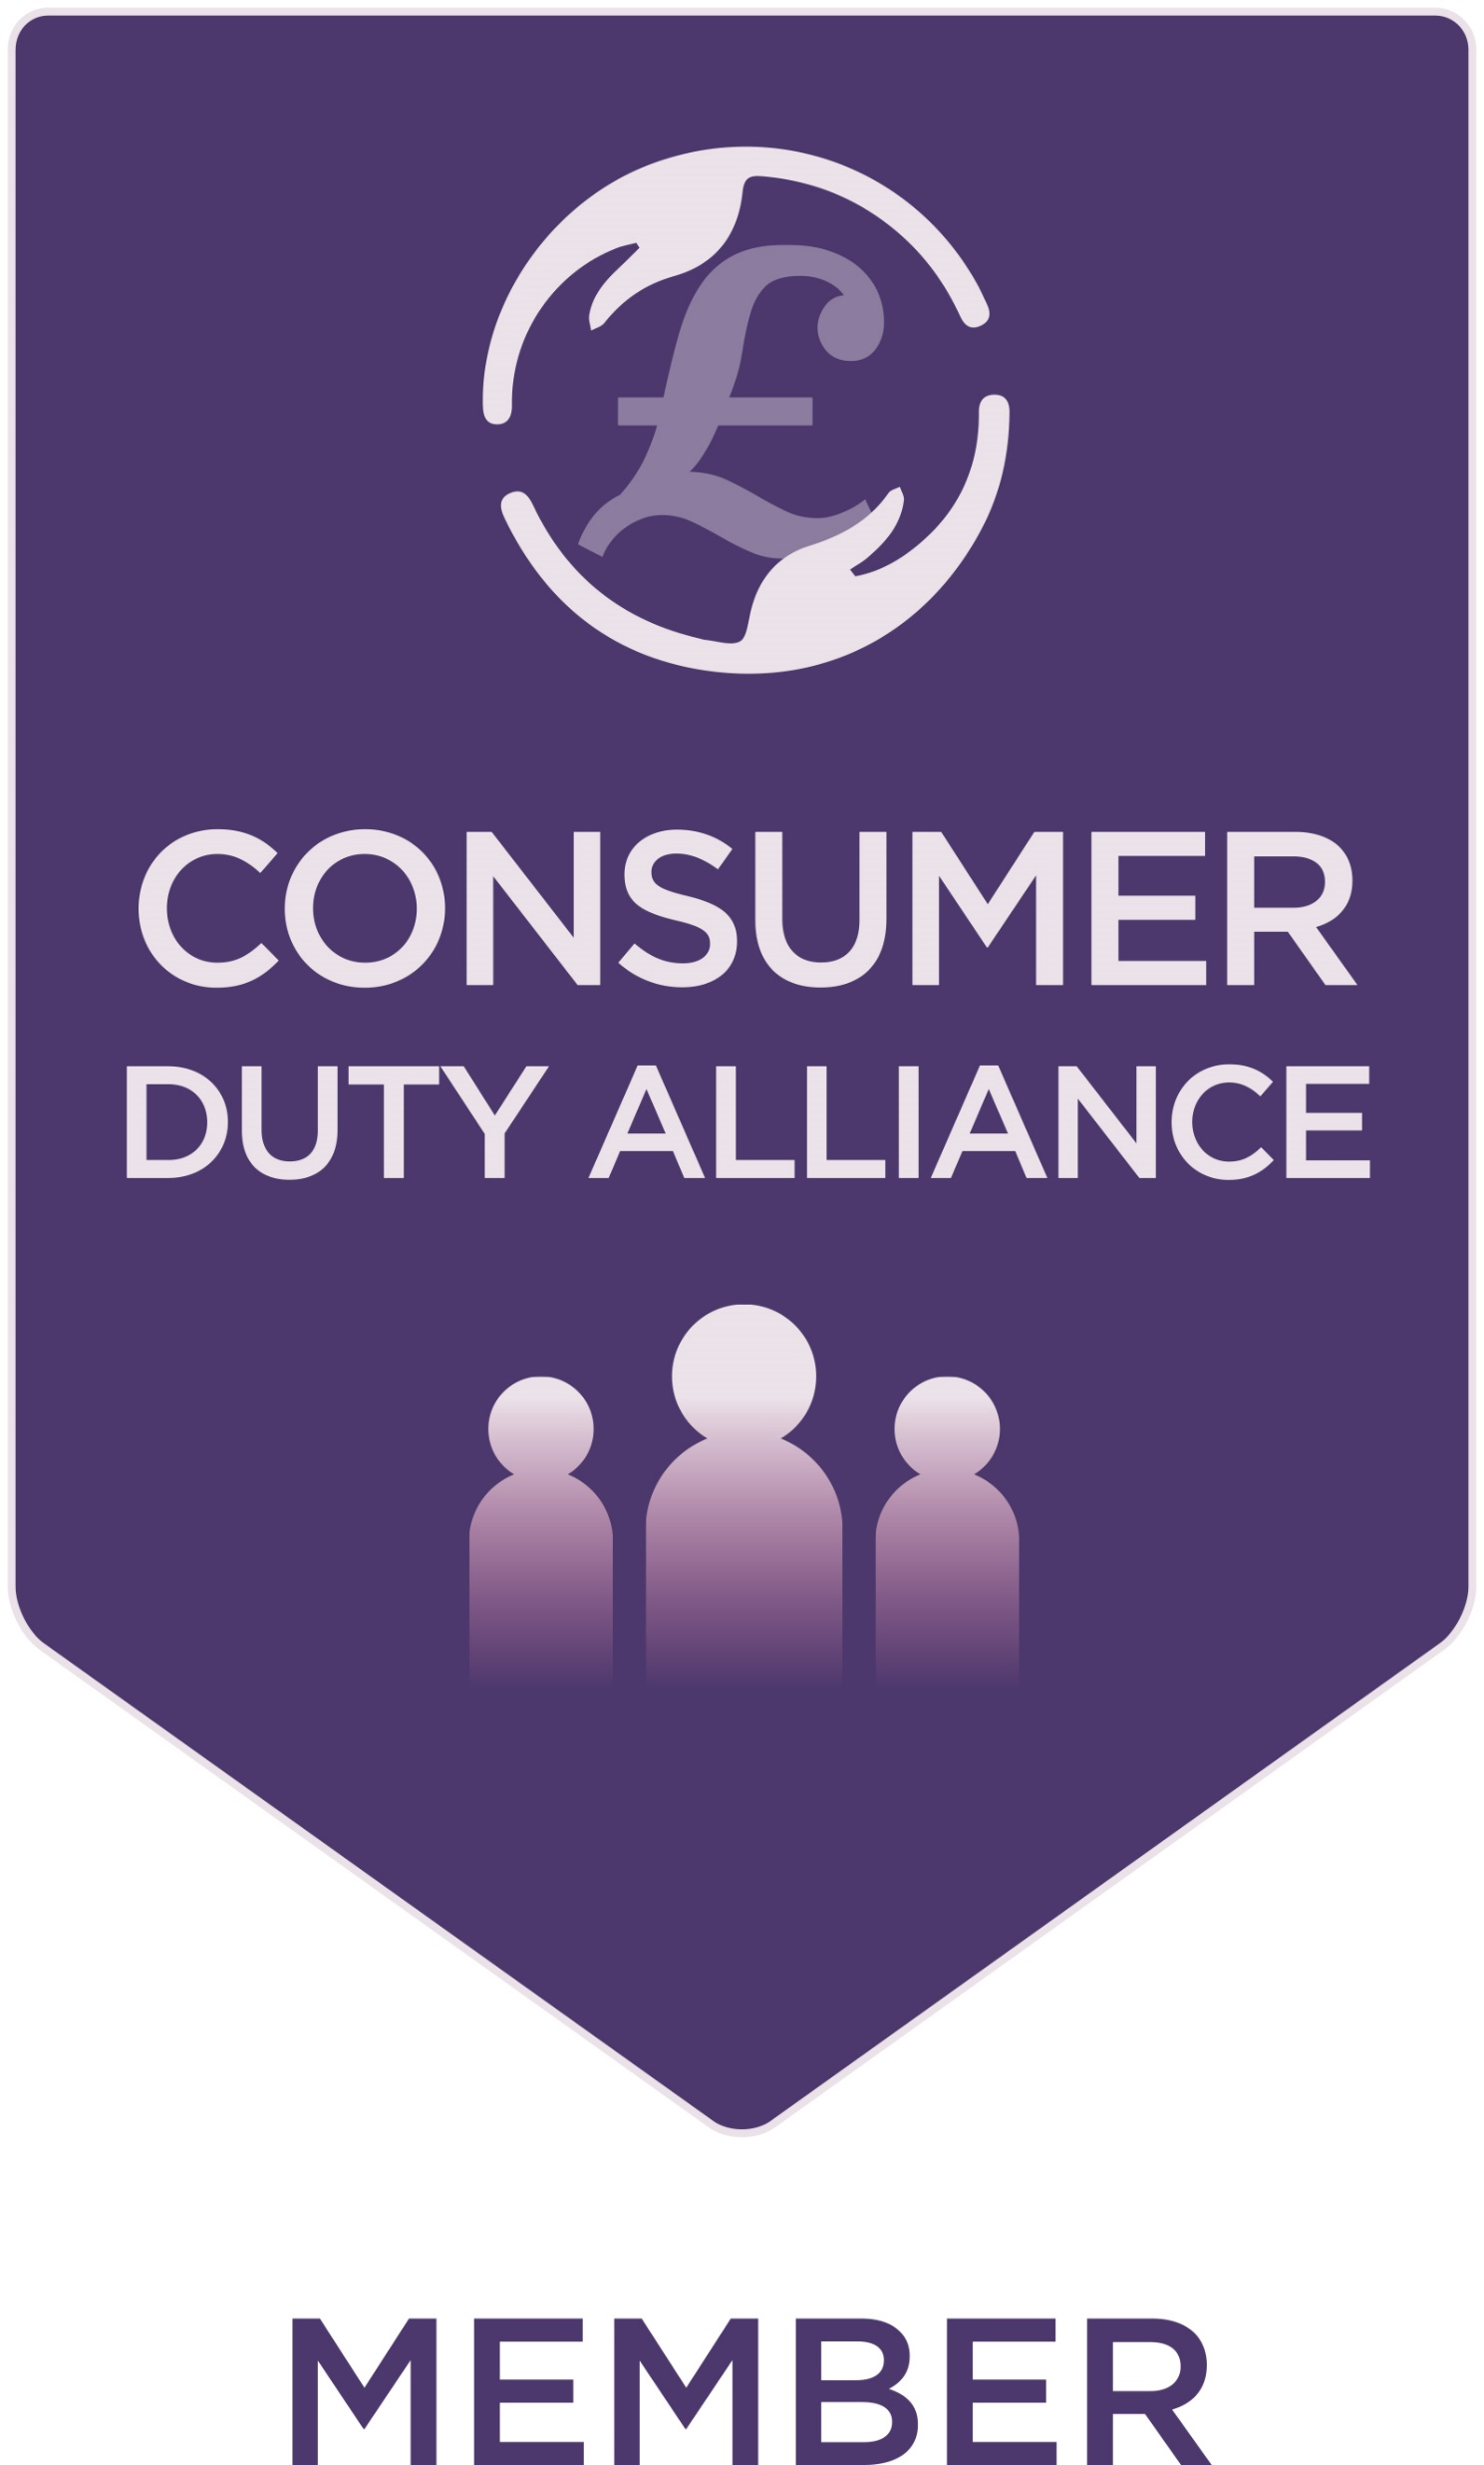 £
CONSUMER
DUTY ALLIANCE
MEMBER